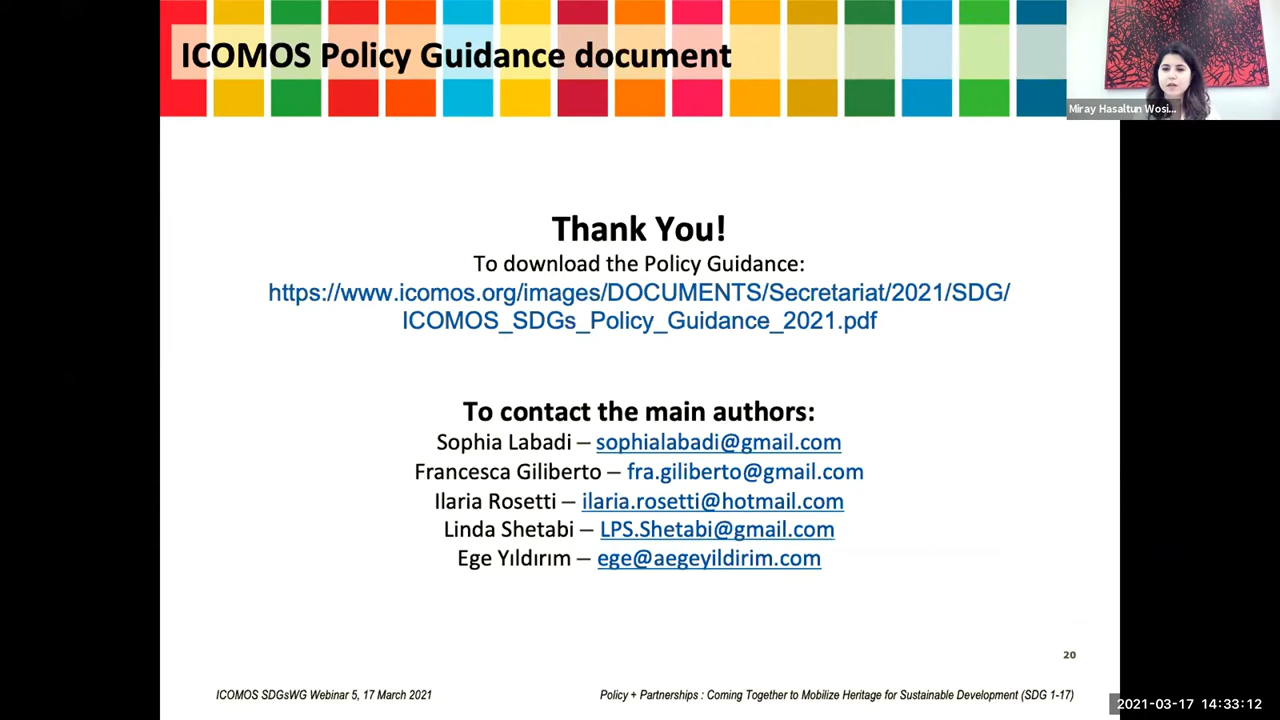 ICOMOS Policy Guidance document
Miray Hasaltun Wosi...
Thank You!
To download the Policy Guidance:
https://www.icomos.org/images/DOCUMENTS/Secretariat/2021/SDG/
ICOMOS_SDGs_Policy_Guidance_2021.pdf
To contact the main authors:
Sophia Labadi – sophialabadi@gmail.com
Francesca Giliberto – fra.giliberto@gmail.com
Ilaria Rosetti – ilaria.rosetti@hotmail.com
Linda Shetabi – LPS.Shetabi@gmail.com
Ege Yıldırım – ege@aegeyildirim.com
20
ICOMOS SDGsWG Webinar 5, 17 March 2021
Policy + Partnerships : Coming Together to Mobilize Heritage for Sustainable Development (SDG 1-17)
2021-03-17 14:33:12